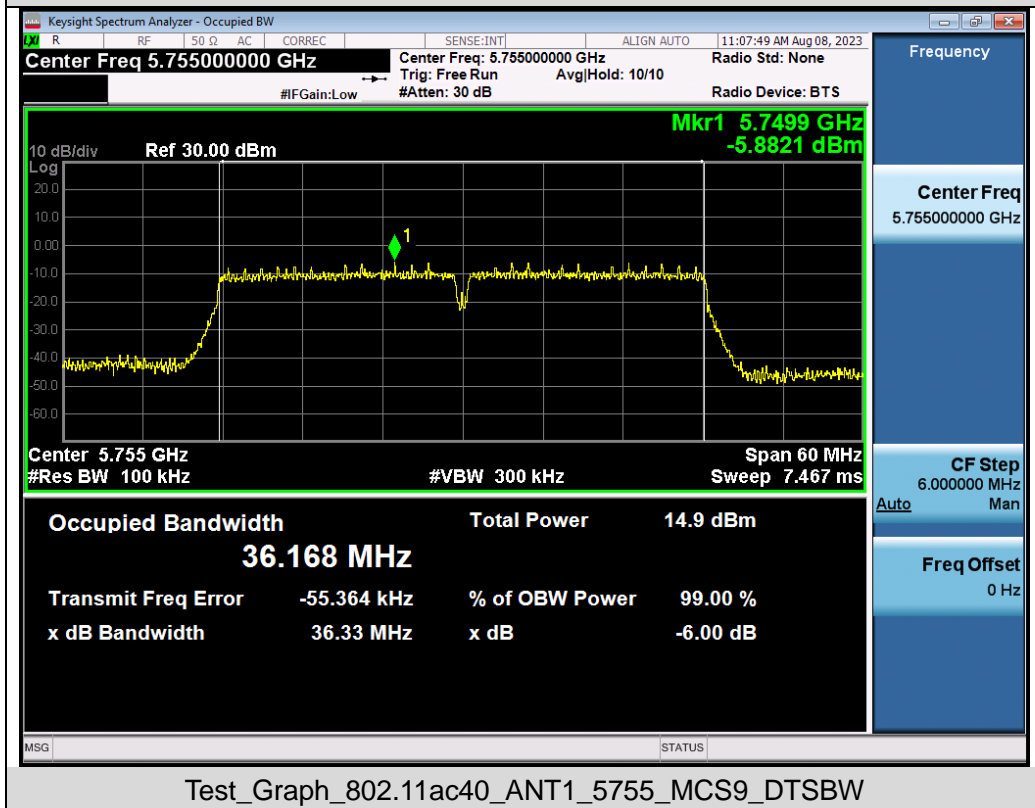 Keysight Spectrum Analyzer - Occupied BW
LXI R RF 50 Ω AC CORREC SENSE:INT ALIGN AUTO 11:07:49 AM Aug 08, 2023
Center Freq 5.755000000 GHz
#IFGain:Low
Center Freq: 5.755000000 GHz
Trig: Free Run Avg|Hold: 10/10
#Atten: 30 dB
Radio Std: None
Radio Device: BTS
Mkr1 5.7499 GHz
-5.8821 dBm
10 dB/div Ref 30.00 dBm
Log
20.0
10.0
0.00
-10.0
-20.0
-30.0
-40.0
-50.0
-60.0
1
Center 5.755 GHz Span 60 MHz
#Res BW 100 kHz #VBW 300 kHz Sweep 7.467 ms
Occupied Bandwidth Total Power 14.9 dBm
36.168 MHz
Transmit Freq Error -55.364 kHz % of OBW Power 99.00 %
x dB Bandwidth 36.33 MHz x dB -6.00 dB
Frequency
Center Freq
5.755000000 GHz
CF Step
6.000000 MHz
Auto Man
Freq Offset
0 Hz
MSG STATUS
Test_Graph_802.11ac40_ANT1_5755_MCS9_DTSBW